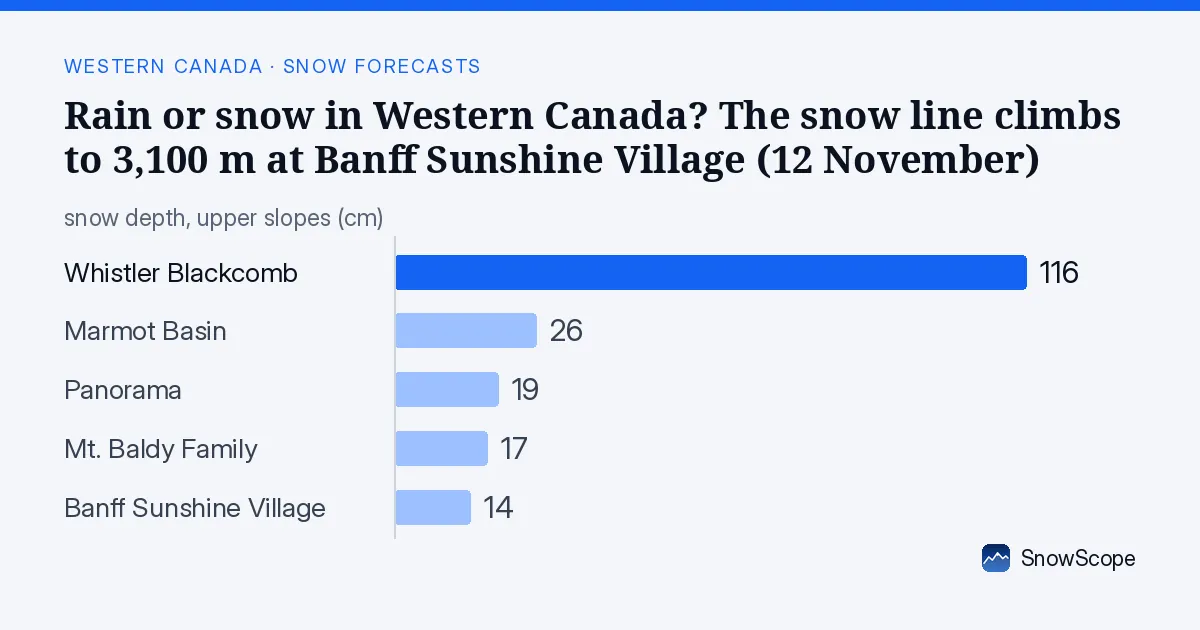 WESTERN CANADA · SNOW FORECASTS
Rain or snow in Western Canada? The snow line climbs
to 3,100 m at Banff Sunshine Village (12 November)
snow depth, upper slopes (cm)
Whistler Blackcomb 116
Marmot Basin 26
Panorama 19
Mt. Baldy Family 17
Banff Sunshine Village 14
SnowScope